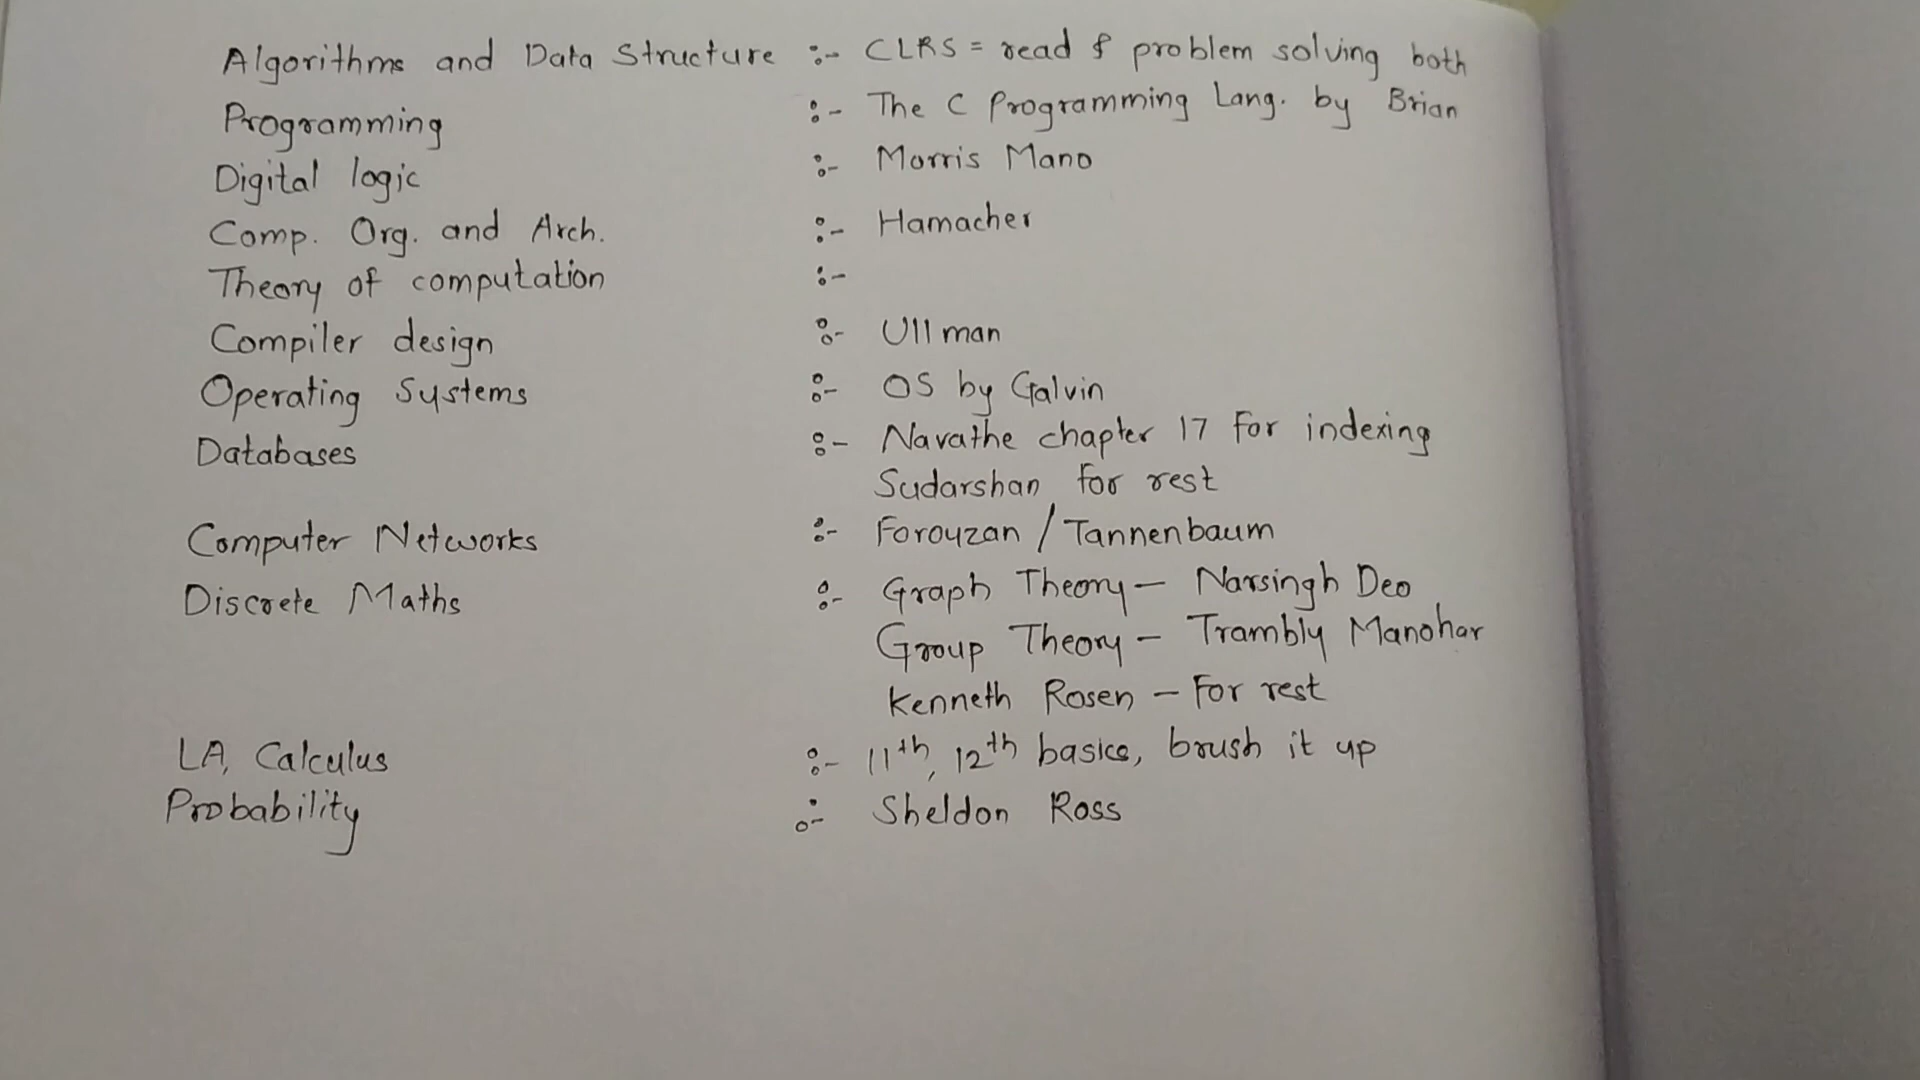 Algorithms and Data Structure :- CLRS = read & problem solving both
Programming :- The C Programming Lang. by Brian
Digital logic :- Morris Mano
Comp. Org. and Arch. :- Hamacher
Theory of computation :-
Compiler design :- Ullman
Operating Systems :- OS by Galvin
Databases :- Navathe chapter 17 for indexing
Sudarshan for rest
Computer Networks :- Forouzan / Tannenbaum
Discrete Maths :- Graph Theory - Narsingh Deo
Group Theory - Trambly Manohar
Kenneth Rosen - For rest
LA, Calculus :- 11th, 12th basics, brush it up
Probability :- Sheldon Ross